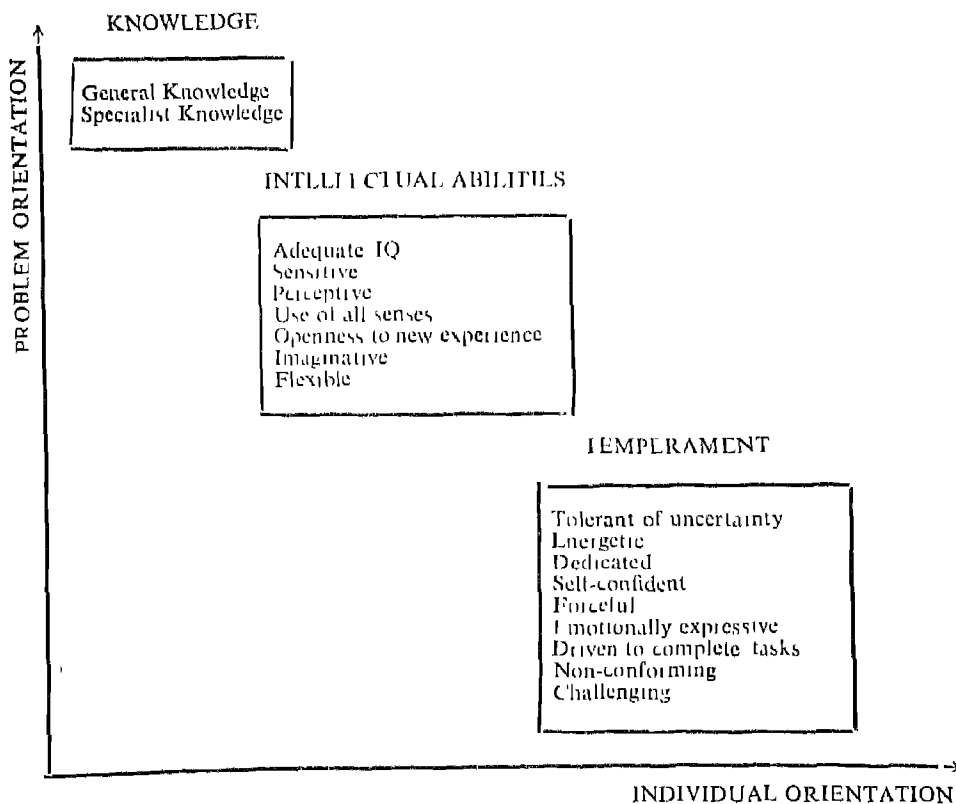 KNOWLEDGE
PROBLEM ORIENTATION
General Knowledge
Specialist Knowledge
INTELLECTUAL ABILITIES
Adequate IQ
Sensitive
Perceptive
Use of all senses
Openness to new experience
Imaginative
Flexible
TEMPERAMENT
Tolerant of uncertainty
Energetic
Dedicated
Self-confident
Forceful
Emotionally expressive
Driven to complete tasks
Non-conforming
Challenging
INDIVIDUAL ORIENTATION